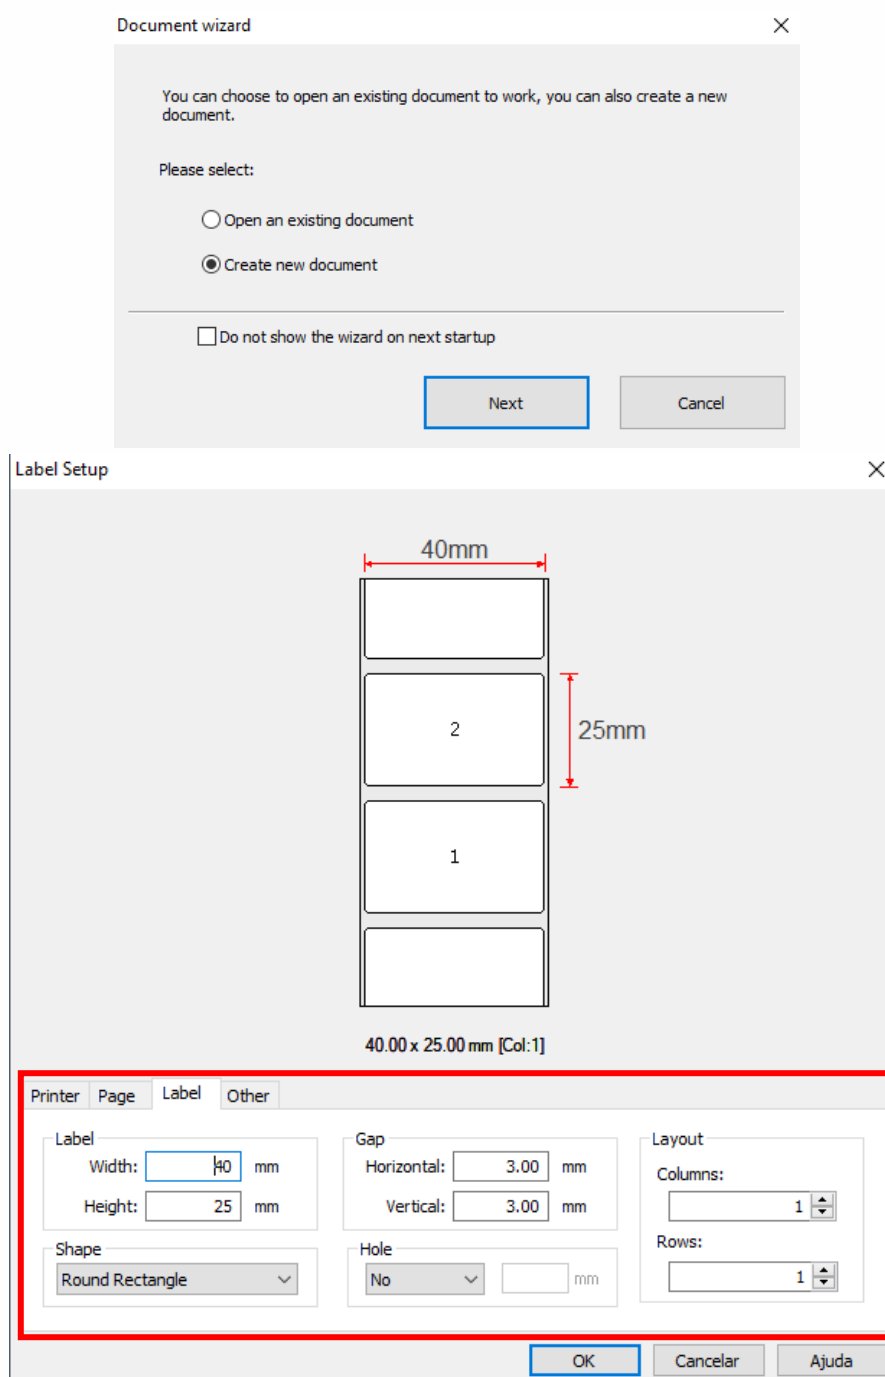 Document wizard
You can choose to open an existing document to work, you can also create a new
document.
Please select:
Open an existing document
Create new document
Do not show the wizard on next startup
Next Cancel
Label Setup
40mm
2
25mm
1
40.00 x 25.00 mm [Col:1]
Printer Page Label Other
Label Gap Layout
Width: 40 mm Horizontal: 3.00 mm Columns:
Height: 25 mm Vertical: 3.00 mm 1
Shape Hole Rows:
Round Rectangle No mm 1
OK Cancelar Ajuda